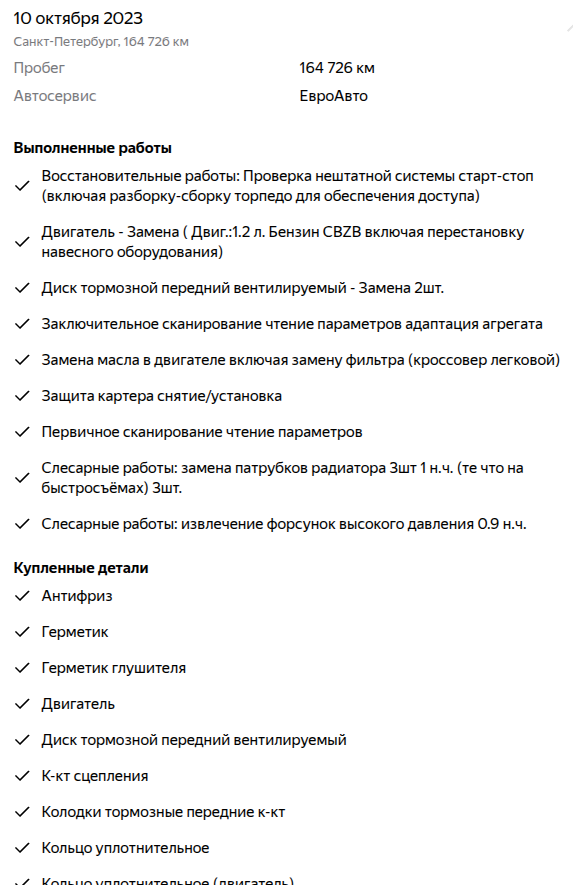 10 октября 2023
Санкт-Петербург, 164 726 км
Пробег 164 726 км
Автосервис ЕвроАвто
Выполненные работы
Восстановительные работы: Проверка нештатной системы старт-стоп
(включая разборку-сборку торпедо для обеспечения доступа)
Двигатель - Замена ( Двиг.:1.2 л. Бензин CBZB включая перестановку
навесного оборудования)
Диск тормозной передний вентилируемый - Замена 2шт.
Заключительное сканирование чтение параметров адаптация агрегата
Замена масла в двигателе включая замену фильтра (кроссовер легковой)
Защита картера снятие/установка
Первичное сканирование чтение параметров
Слесарные работы: замена патрубков радиатора 3шт 1 н.ч. (те что на
быстросъёмах) 3шт.
Слесарные работы: извлечение форсунок высокого давления 0.9 н.ч.
Купленные детали
Антифриз
Герметик
Герметик глушителя
Двигатель
Диск тормозной передний вентилируемый
К-кт сцепления
Колодки тормозные передние к-кт
Кольцо уплотнительное
Кольцо уплотнительное (двигатель)